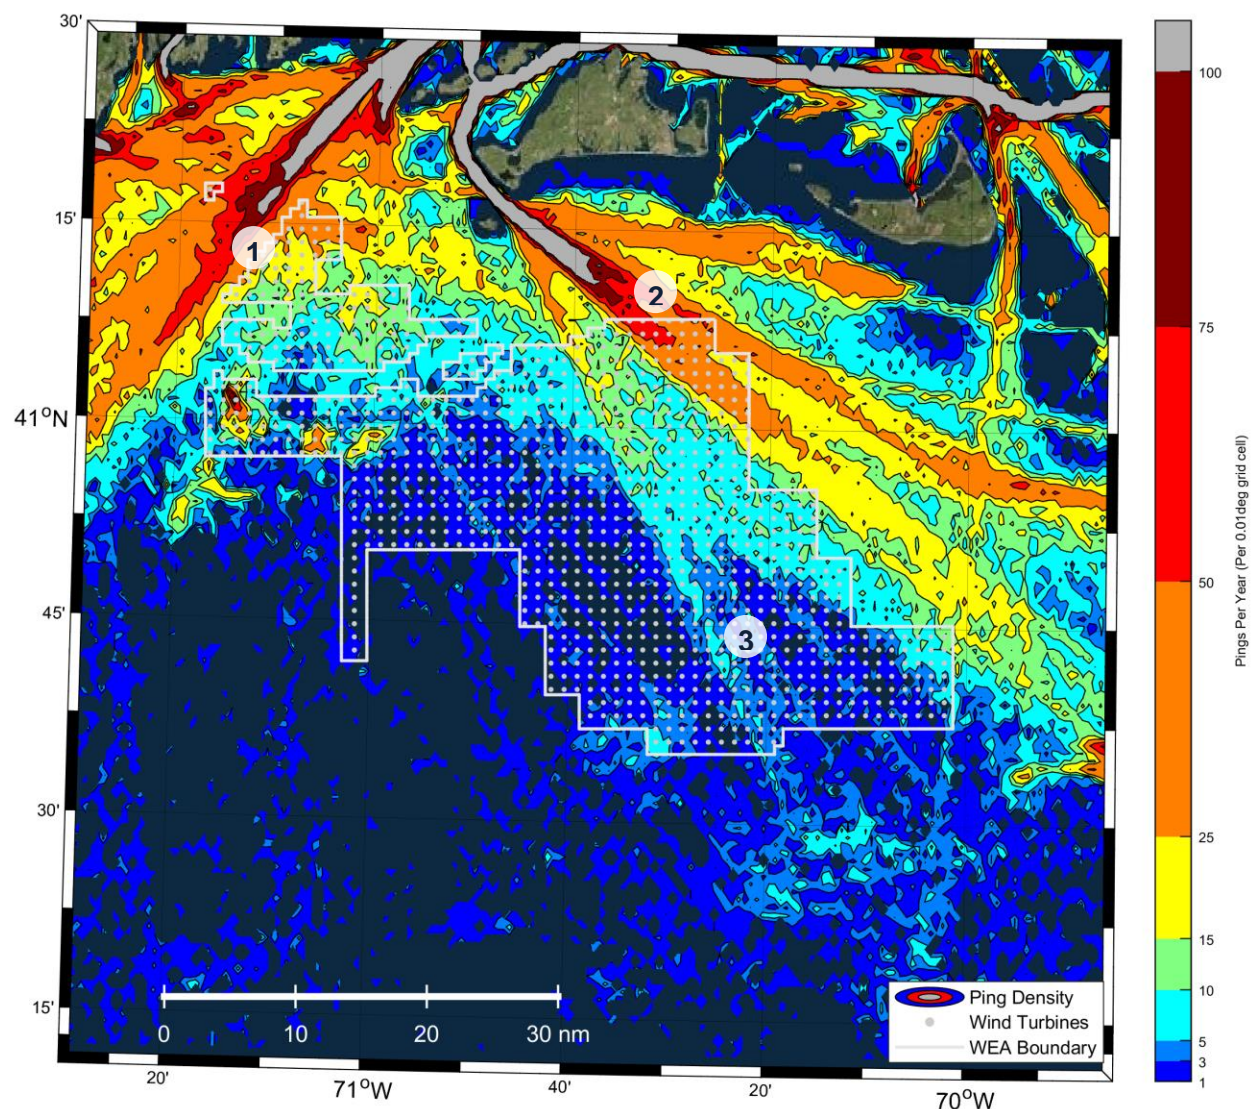 30'
15'
41°N
45'
30'
15'
20'
71°W
40'
20'
70°W
1
2
3
0
10
20
30 nm
Ping Density
Wind Turbines
WEA Boundary
100
75
50
25
15
10
5
3
1
Pings Per Year (Per 0.01deg grid cell)